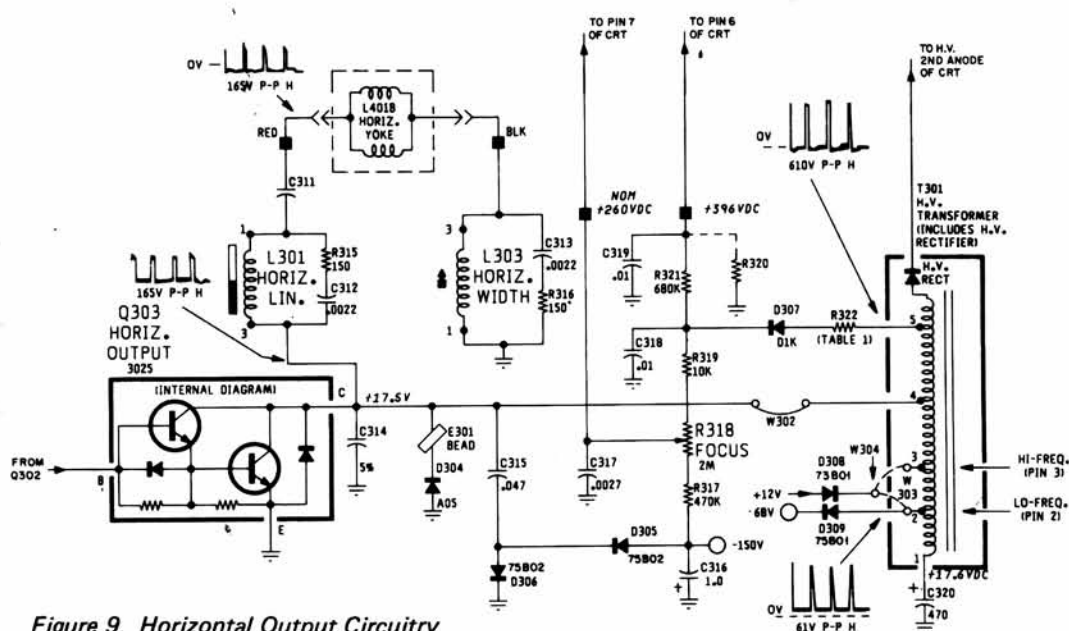 TO PIN 7
OF CRT
TO PIN 6
OF CRT
TO H.V.
2ND ANODE
OF CRT
0V
165V P-P H
L401B
HORIZ.
YOKE
RED
BLK
C311
0V
610V P-P H
T301
H.V.
TRANSFORMER
(INCLUDES H.V.
RECTIFIER)
H.V.
RECT
NOM
+260VDC
+396VDC
1
L301
HORIZ.
LIN.
3
R315
150
C312
.0022
3
L303
HORIZ.
WIDTH
1
C313
.0022
R316
150
C319
.01
R321
680K
R320
D307
D1K
R322
(TABLE 1)
5
165V P-P H
Q303
HORIZ.
OUTPUT
3025
C318
.01
R319
10K
4
(INTERNAL DIAGRAM)
C
+17.5V
W302
FROM
Q302
B
E
C314
5%
E301
BEAD
D304
A05
C315
.047
C317
.0027
R318
FOCUS
2M
R317
470K
D308
75B01
W304
3
W
303
2
HI-FREQ.
(PIN 3)
LO-FREQ.
(PIN 2)
+12V
-68V
D309
75B01
D305
75B02
-150V
75B02
D306
C316
1.0
+
1
+17.6VDC
+
C320
470
0V
61V P-P H
Figure 9 Horizontal Output Circuitry